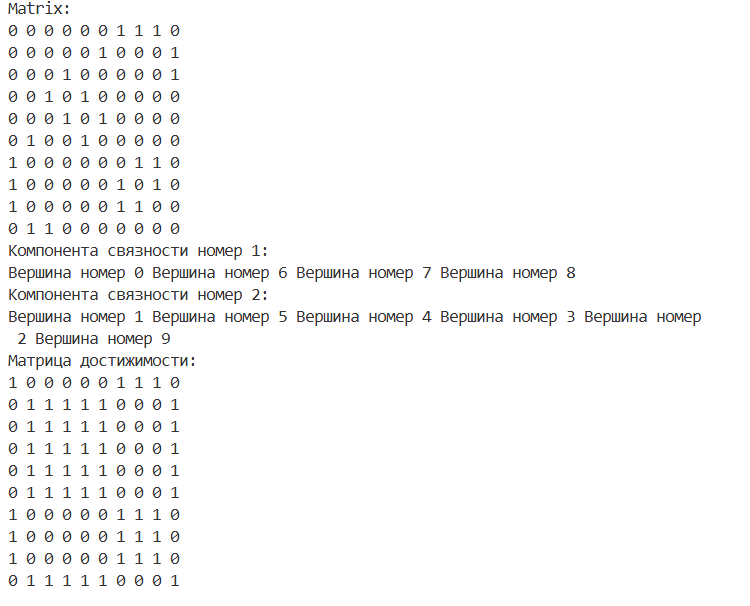 Matrix:
0 0 0 0 0 0 1 1 1 0
0 0 0 0 0 1 0 0 0 1
0 0 0 1 0 0 0 0 0 1
0 0 1 0 1 0 0 0 0 0
0 0 0 1 0 1 0 0 0 0
0 1 0 0 1 0 0 0 0 0
1 0 0 0 0 0 0 1 1 0
1 0 0 0 0 0 1 0 1 0
1 0 0 0 0 0 1 1 0 0
0 1 1 0 0 0 0 0 0 0
Компонента связности номер 1:
Вершина номер 0 Вершина номер 6 Вершина номер 7 Вершина номер 8
Компонента связности номер 2:
Вершина номер 1 Вершина номер 5 Вершина номер 4 Вершина номер 3 Вершина номер
2 Вершина номер 9
Матрица достижимости:
1 0 0 0 0 0 1 1 1 0
0 1 1 1 1 1 0 0 0 1
0 1 1 1 1 1 0 0 0 1
0 1 1 1 1 1 0 0 0 1
0 1 1 1 1 1 0 0 0 1
0 1 1 1 1 1 0 0 0 1
1 0 0 0 0 0 1 1 1 0
1 0 0 0 0 0 1 1 1 0
1 0 0 0 0 0 1 1 1 0
0 1 1 1 1 1 0 0 0 1